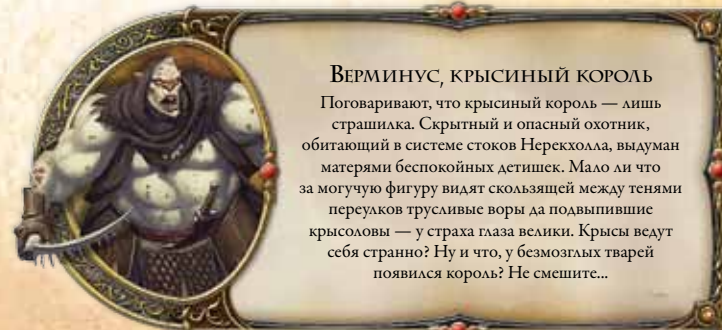 Верминус, крысиный король
Поговаривают, что крысиный король — лишь
страшилка. Скрытный и опасный охотник,
обитающий в системе стоков Нерекхолла, выдуман
матерями беспокойных детишек. Мало ли что
за могучую фигуру видят скользящей между тенями
переулков трусливые воры да подвыпившие
крысоловы — у страха глаза велики. Крысы ведут
себя странно? Ну и что, у безмозглых тварей
появился король? Не смешите...